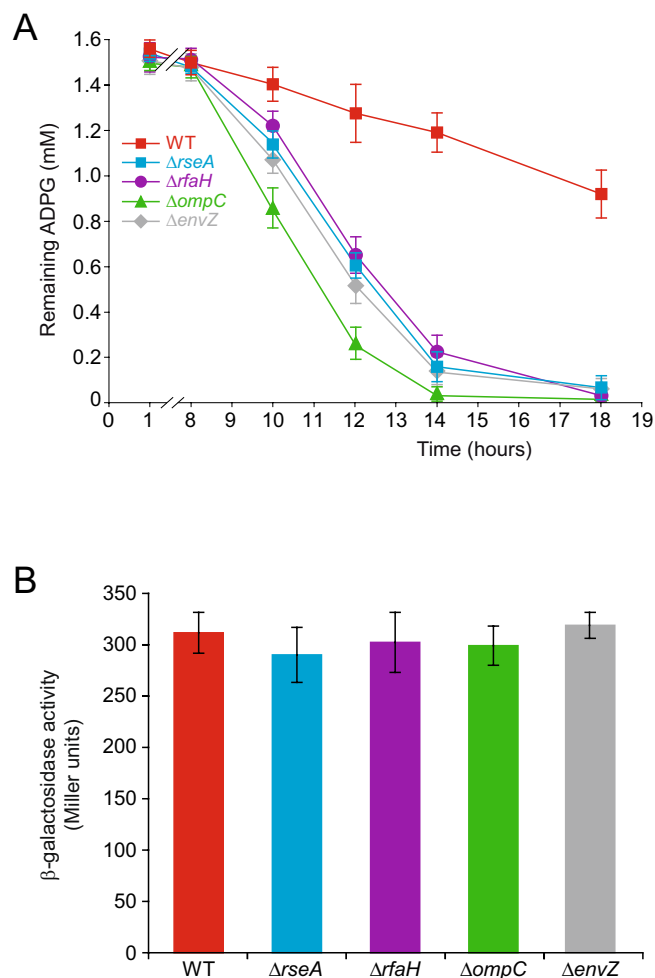 A
Remaining ADPG (mM)
1.6
1.4
1.2
1.0
0.8
0.6
0.4
0.2
0
WT
ΔrseA
ΔrfaH
ΔompC
ΔenvZ
0 1 8 9 10 11 12 13 14 15 16 17 18 19
Time (hours)
B
β-galactosidase activity
(Miller units)
350
300
250
200
150
100
50
0
WT ΔrseA ΔrfaH ΔompC ΔenvZ